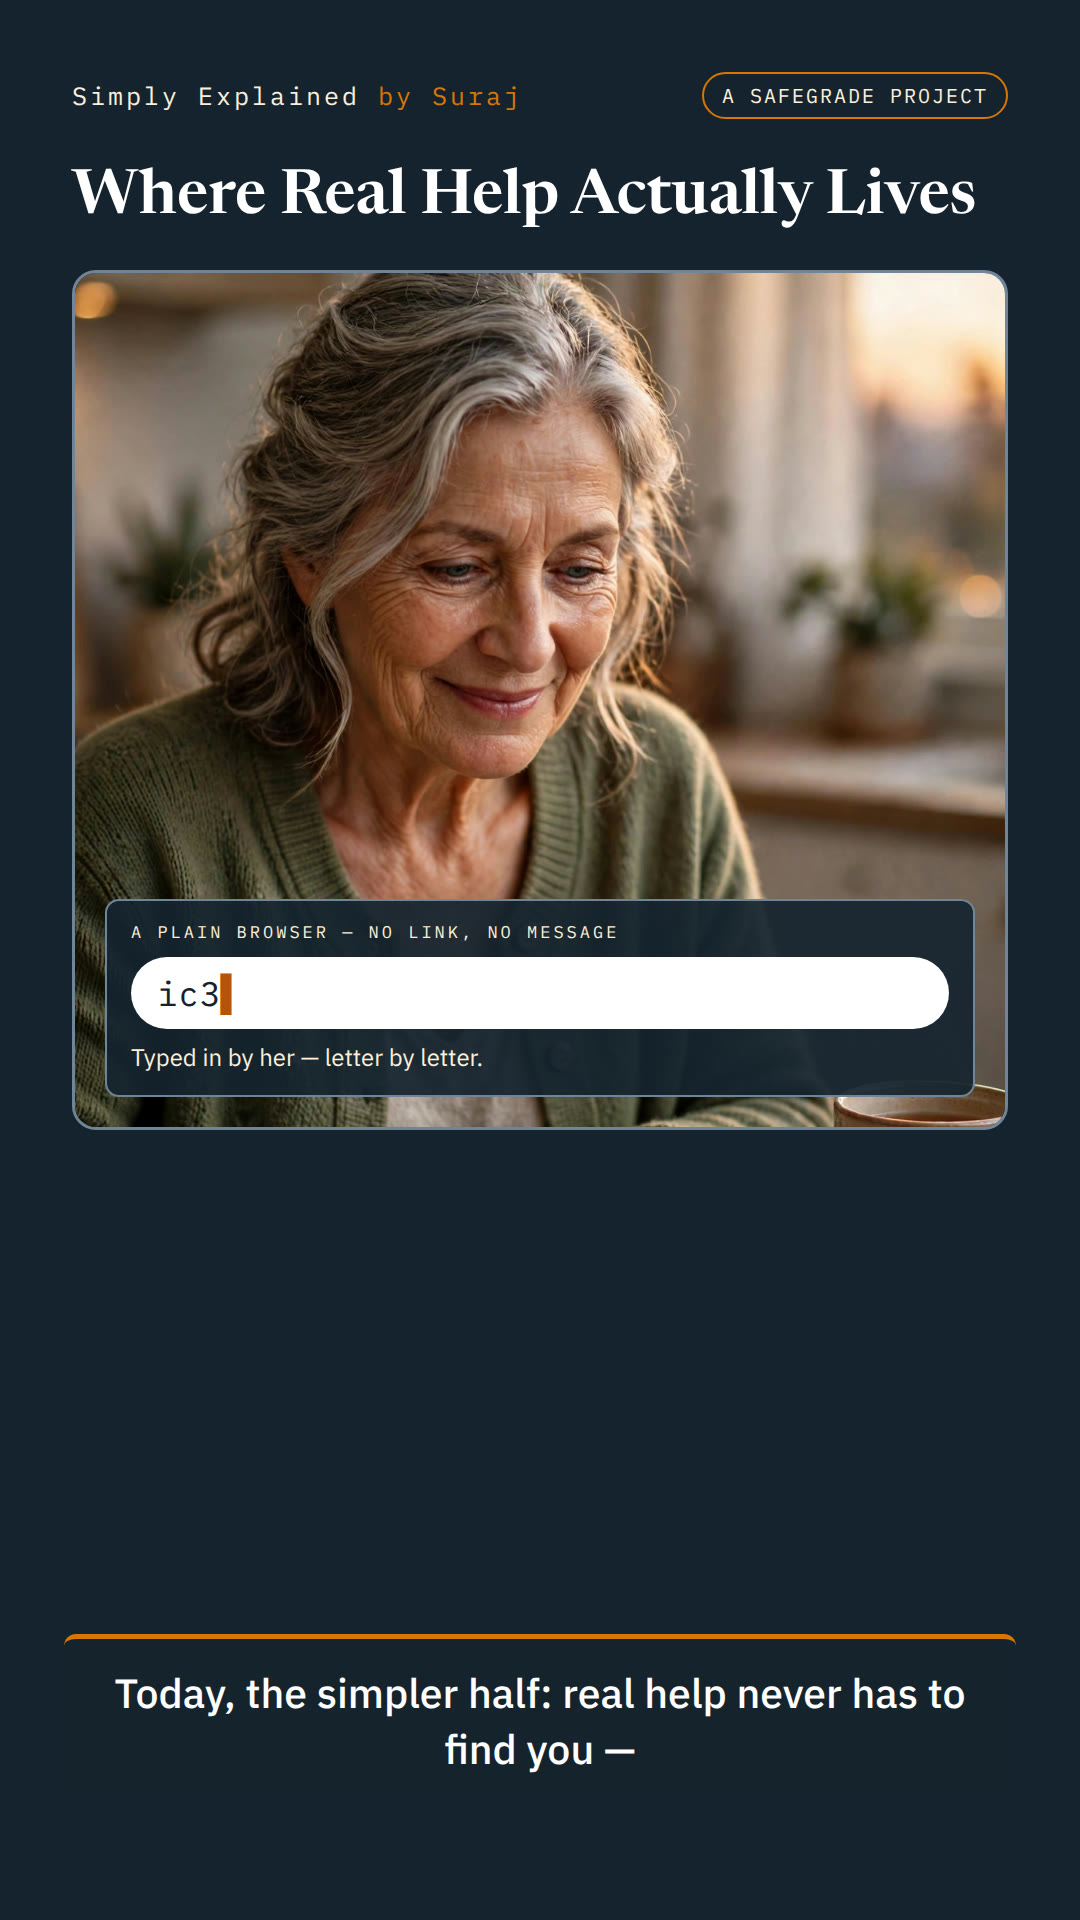 Simply Explained by Suraj
A SAFEGRADE PROJECT
Where Real Help Actually Lives
A PLAIN BROWSER — NO LINK, NO MESSAGE
ic3
Typed in by her — letter by letter.
Today, the simpler half: real help never has to
find you —